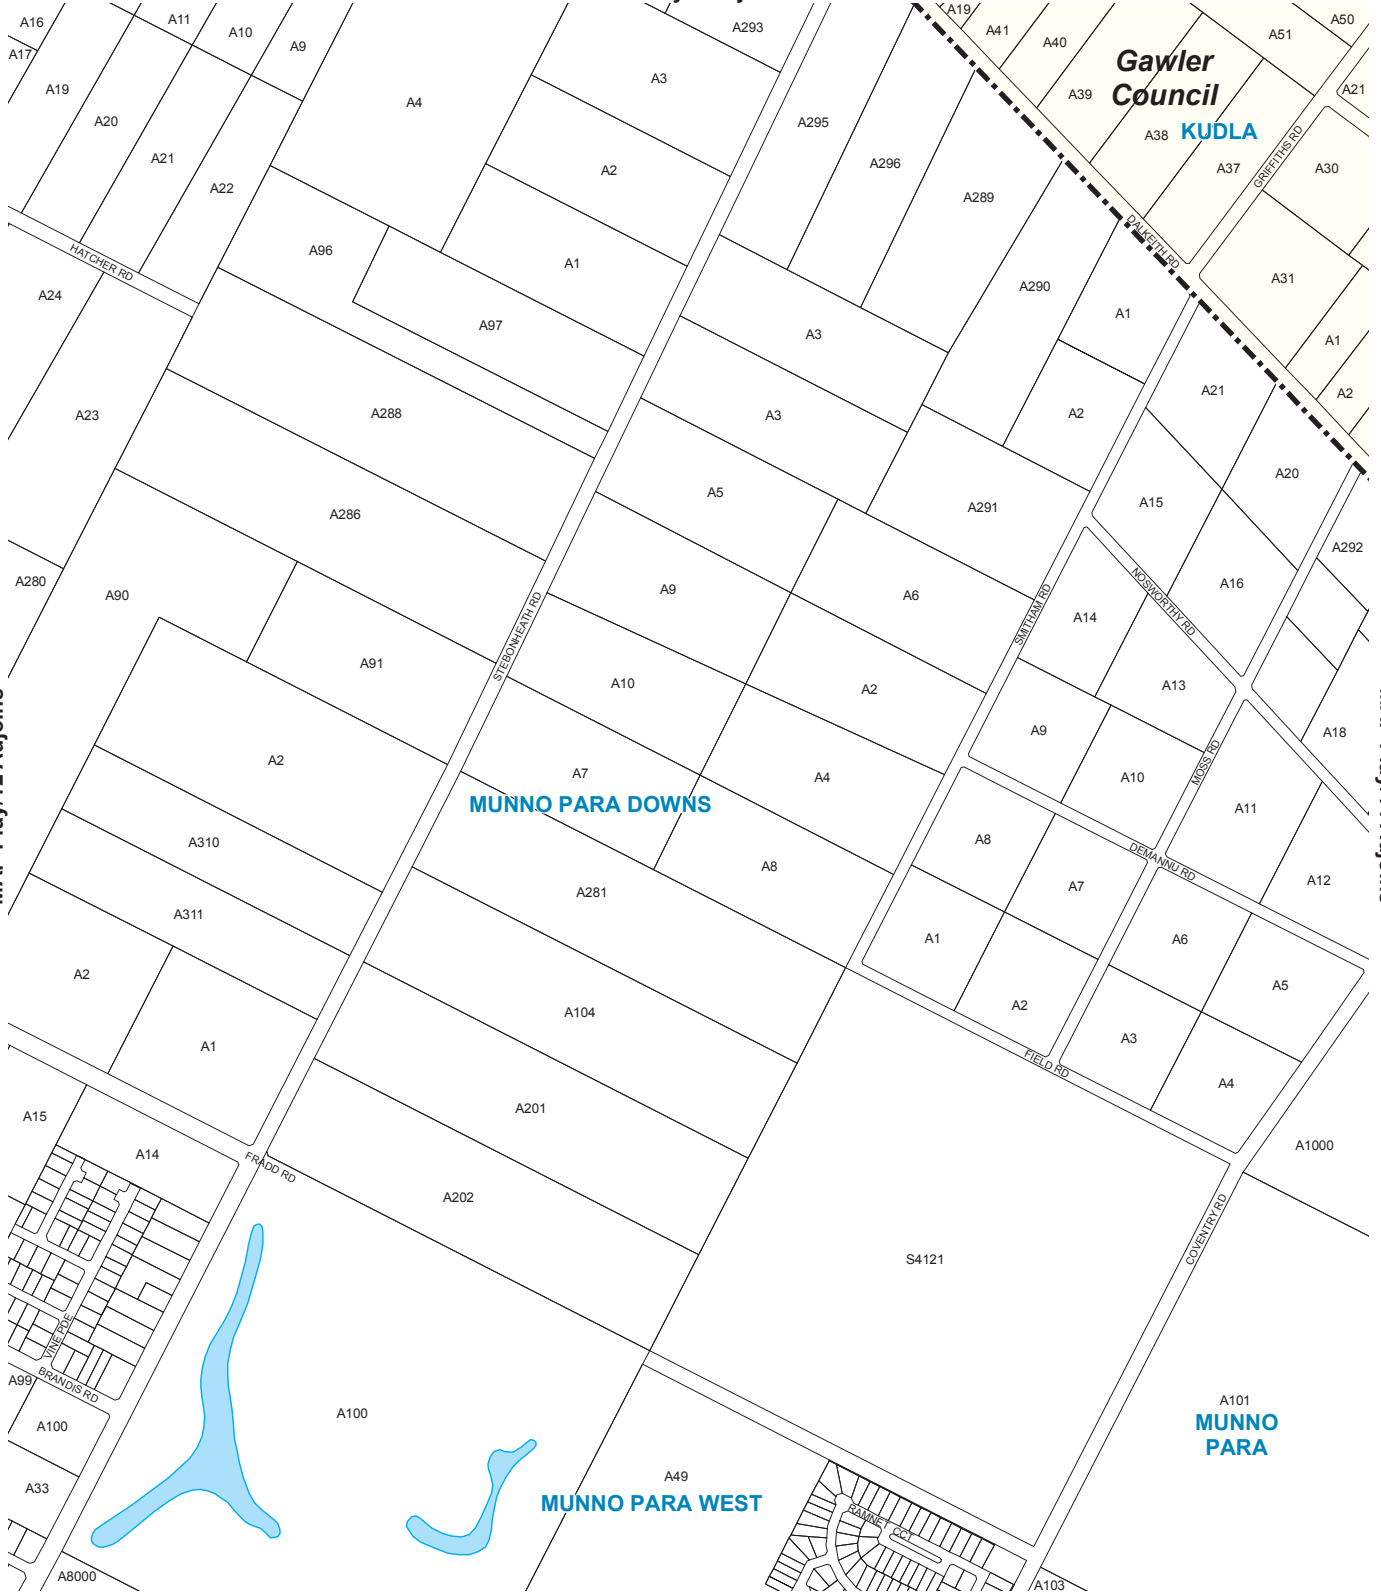 A16
A11
A10
A9
A17
A19
A20
A21
A22
A4
A293
A3
A2
A1
A295
A296
A289
A290
A19
A41
A40
A39
A38
A37
A51
A50
A21
A30
A31
A1
A2
Gawler
Council
KUDLA
GRIFFITHS RD
DALKEITH RD
HATCHER RD
A24
A23
A96
A97
A288
A286
A280
A90
A91
A3
A3
A5
A9
A10
A7
A6
A2
A4
A8
A291
A1
A2
A21
A20
A15
A16
A292
A14
A13
A9
A10
A18
A11
A12
STEBONHEATH RD
SMITHAM RD
NOSWORTHY RD
MOSS RD
DEMANNU RD
MUNNO PARA DOWNS
A2
A310
A311
A2
A1
A281
A104
A201
A202
A8
A7
A1
A2
A6
A5
A3
A4
FIELD RD
A1000
COVENTRY RD
S4121
A15
A14
FRADD RD
VINE PDE
BRANDIS RD
A99
A100
A33
A8000
A100
A49
MUNNO PARA WEST
A101
MUNNO
PARA
RAMNET CCT
A103